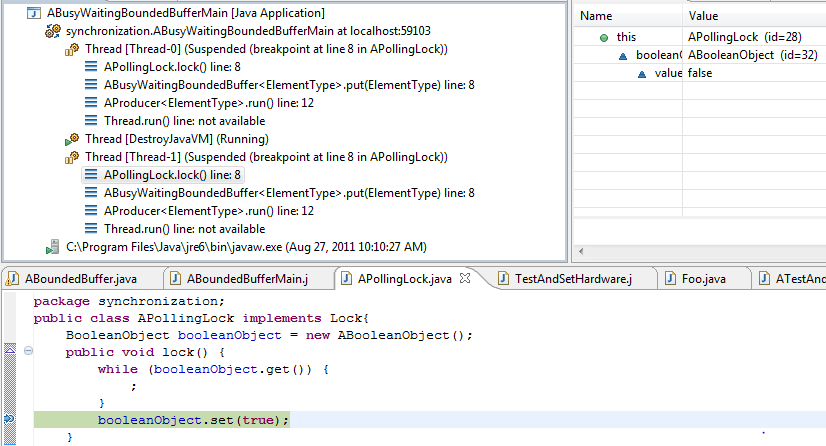 ABusyWaitingBoundedBufferMain [Java Application]
synchronization.ABusyWaitingBoundedBufferMain at localhost:59103
Thread [Thread-0] (Suspended (breakpoint at line 8 in APollingLock))
APollingLock.lock() line: 8
ABusyWaitingBoundedBuffer<ElementType>.put(ElementType) line: 8
AProducer<ElementType>.run() line: 12
Thread.run() line: not available
Thread [DestroyJavaVM] (Running)
Thread [Thread-1] (Suspended (breakpoint at line 8 in APollingLock))
APollingLock.lock() line: 8
ABusyWaitingBoundedBuffer<ElementType>.put(ElementType) line: 8
AProducer<ElementType>.run() line: 12
Thread.run() line: not available
C:\Program Files\Java\jre6\bin\javaw.exe (Aug 27, 2011 10:10:27 AM)
Name Value
this APollingLock (id=28)
boolean ABooleanObject (id=32)
value false
ABoundedBuffer.java ABoundedBufferMain.j APollingLock.java TestAndSetHardware.j Foo.java ATestAnd
package synchronization;
public class APollingLock implements Lock{
BooleanObject booleanObject = new ABooleanObject();
public void lock() {
while (booleanObject.get()) {
;
}
booleanObject.set(true);
}